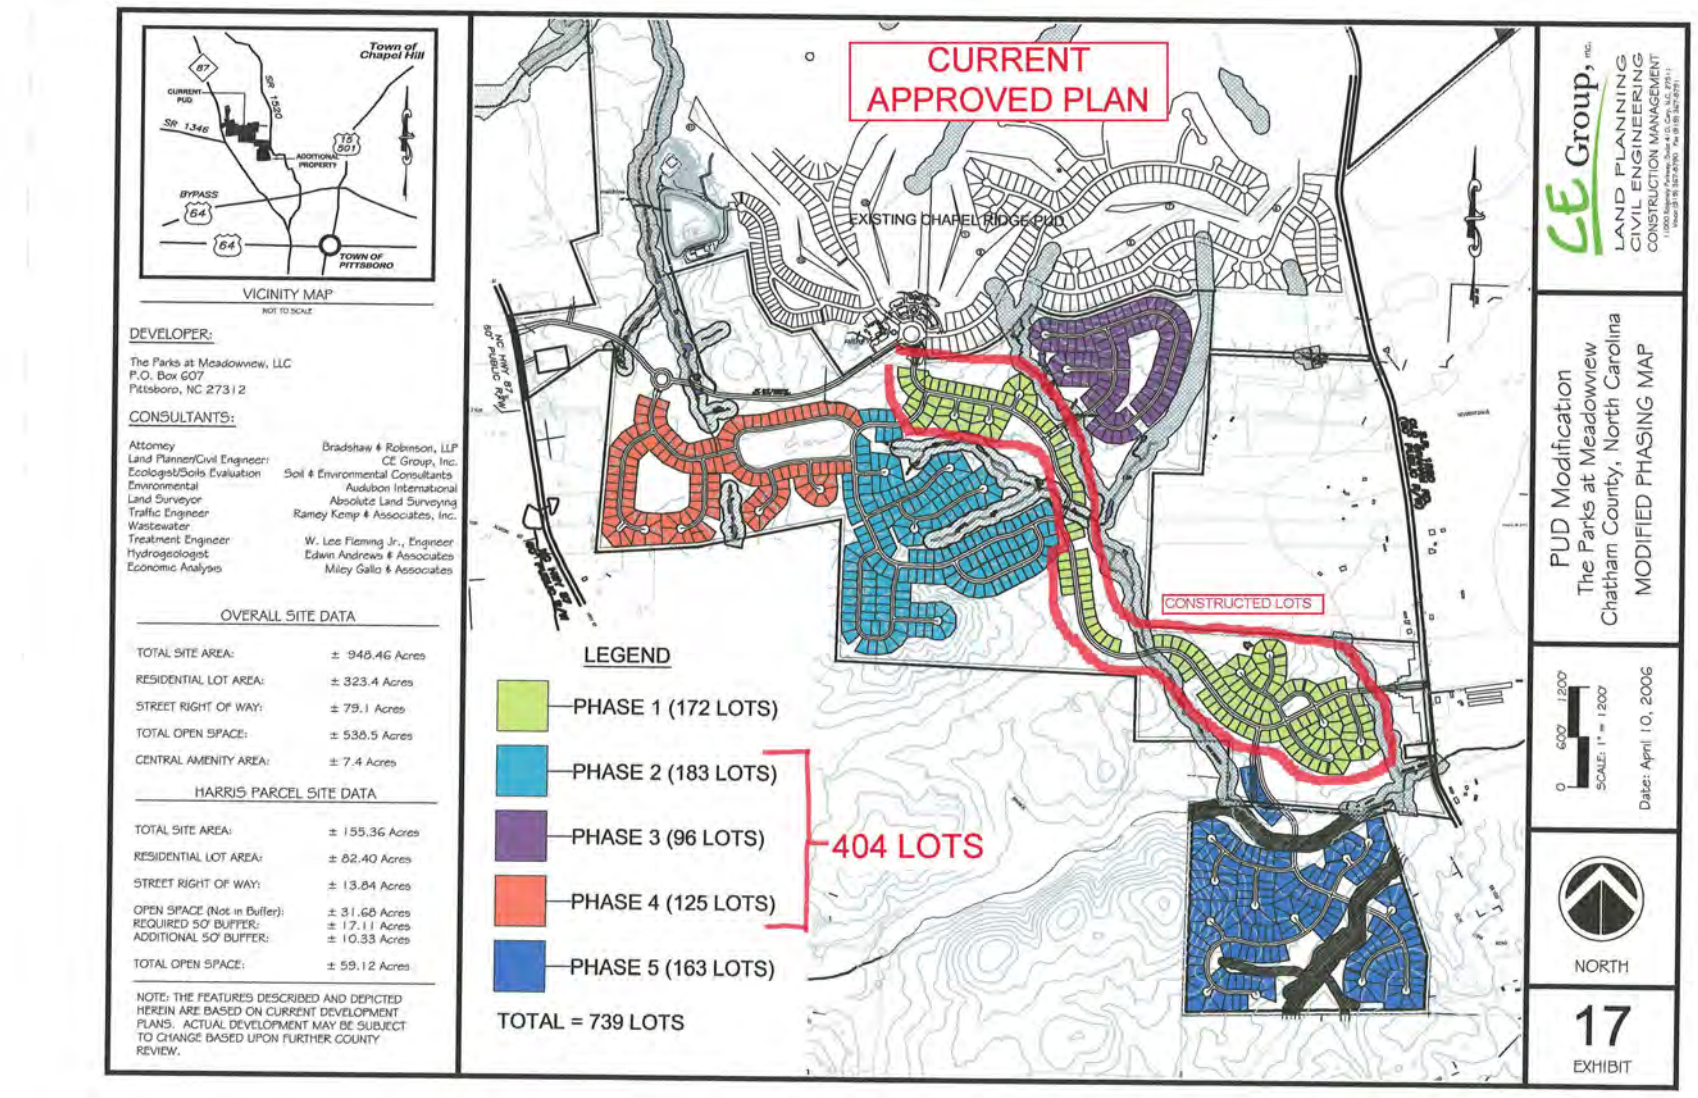 Town of
Chapel Hill
87
SR 1520
CURRENT
PUD
SR 1346
15
501
ADDITIONAL
PROPERTY
BYPASS
64
64
TOWN OF
PITTSBORO
VICINITY MAP
NOT TO SCALE
DEVELOPER:
The Parks at Meadowview, LLC
P.O. Box 607
Pittsboro, NC 27312
CONSULTANTS:
Attorney Bradshaw & Robinson, LLP
Land Planner/Civil Engineer: CE Group, Inc.
Ecologist/Soils Evaluation Soil & Environmental Consultants
Environmental Audubon International
Land Surveyor Absolute Land Surveying
Traffic Engineer Ramey Kemp & Associates, Inc.
Wastewater
Treatment Engineer W. Lee Fleming Jr., Engineer
Hydrogeologist Edwin Andrews & Associates
Economic Analysis Miley Gallo & Associates
OVERALL SITE DATA
TOTAL SITE AREA: ± 948.46 Acres
RESIDENTIAL LOT AREA: ± 323.4 Acres
STREET RIGHT OF WAY: ± 79.1 Acres
TOTAL OPEN SPACE: ± 538.5 Acres
CENTRAL AMENITY AREA: ± 7.4 Acres
HARRIS PARCEL SITE DATA
TOTAL SITE AREA: ± 155.36 Acres
RESIDENTIAL LOT AREA: ± 82.40 Acres
STREET RIGHT OF WAY: ± 13.84 Acres
OPEN SPACE (Not in Buffer): ± 31.68 Acres
REQUIRED 50' BUFFER: ± 17.11 Acres
ADDITIONAL 50' BUFFER: ± 10.33 Acres
TOTAL OPEN SPACE: ± 59.12 Acres
NOTE: THE FEATURES DESCRIBED AND DEPICTED
HEREIN ARE BASED ON CURRENT DEVELOPMENT
PLANS. ACTUAL DEVELOPMENT MAY BE SUBJECT
TO CHANGE BASED UPON FURTHER COUNTY
REVIEW.
CURRENT
APPROVED PLAN
EXISTING CHAPEL RIDGE PUD
NC HWY 87
50' PUBLIC R/W
NC HWY 87
CONSTRUCTED LOTS
LEGEND
PHASE 1 (172 LOTS)
PHASE 2 (183 LOTS)
PHASE 3 (96 LOTS)
404 LOTS
PHASE 4 (125 LOTS)
PHASE 5 (163 LOTS)
TOTAL = 739 LOTS
CE Group, Inc.
LAND PLANNING
CIVIL ENGINEERING
CONSTRUCTION MANAGEMENT
PUD Modification
The Parks at Meadowview
Chatham County, North Carolina
MODIFIED PHASING MAP
0 600' 1200'
SCALE: 1" = 1200'
Date: April 10, 2006
NORTH
17
EXHIBIT